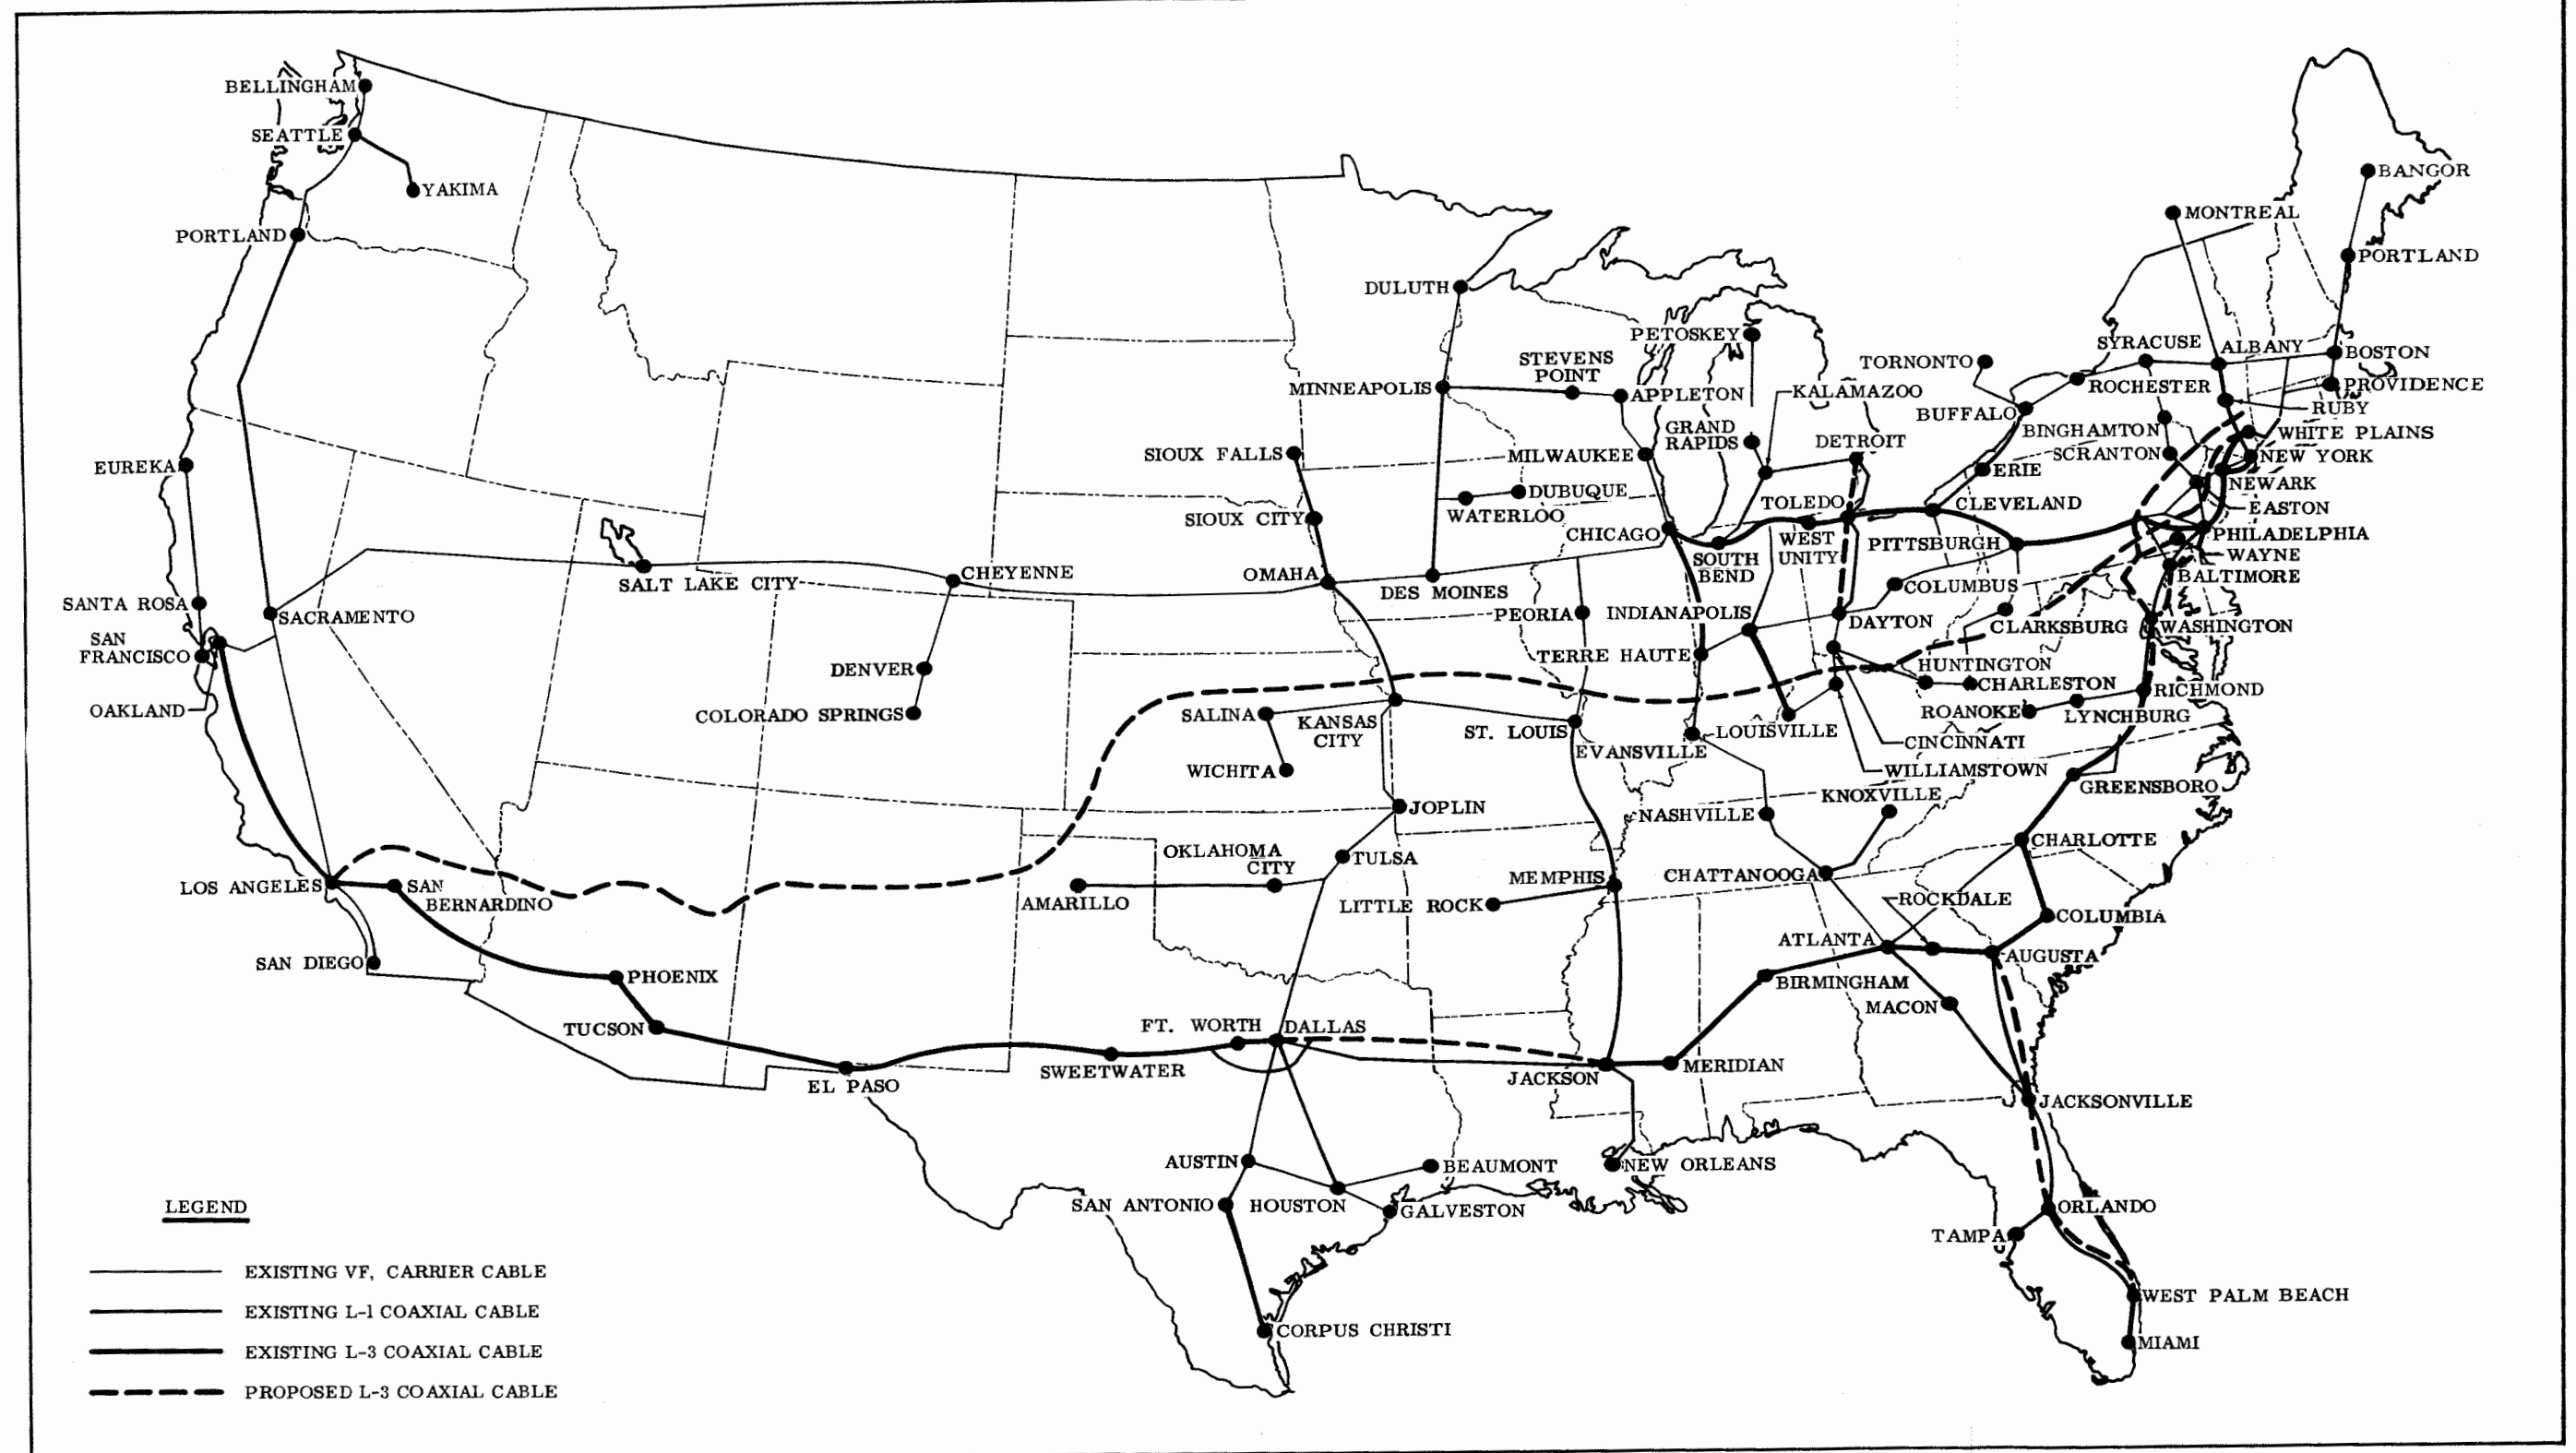 BELLINGHAM
SEATTLE
YAKIMA
PORTLAND
BANGOR
MONTREAL
PORTLAND
DULUTH
PETOSKEY
STEVENS
POINT
MINNEAPOLIS
APPLETON
KALAMAZOO
TORNONTO
SYRACUSE
ALBANY
BOSTON
ROCHESTER
PROVIDENCE
RUBY
BUFFALO
GRAND
RAPIDS
DETROIT
BINGHAMTON
WHITE PLAINS
SCRANTON
NEW YORK
EUREKA
SIOUX FALLS
MILWAUKEE
ERIE
NEWARK
DUBUQUE
WATERLOO
SIOUX CITY
TOLEDO
CLEVELAND
EASTON
CHICAGO
WEST
UNITY
PITTSBURGH
PHILADELPHIA
WAYNE
SOUTH
BEND
BALTIMORE
SALT LAKE CITY
CHEYENNE
OMAHA
DES MOINES
COLUMBUS
SANTA ROSA
SACRAMENTO
PEORIA
INDIANAPOLIS
DAYTON
CLARKSBURG
WASHINGTON
SAN
FRANCISCO
TERRE HAUTE
HUNTINGTON
DENVER
CHARLESTON
RICHMOND
OAKLAND
COLORADO SPRINGS
SALINA
KANSAS
CITY
ST. LOUIS
ROANOKE
LYNCHBURG
EVANSVILLE
LOUISVILLE
CINCINNATI
WICHITA
WILLIAMSTOWN
GREENSBORO
JOPLIN
NASHVILLE
KNOXVILLE
CHARLOTTE
OKLAHOMA
CITY
TULSA
LOS ANGELES
SAN
BERNARDINO
AMARILLO
MEMPHIS
LITTLE ROCK
CHATTANOOGA
ROCKDALE
COLUMBIA
ATLANTA
AUGUSTA
SAN DIEGO
PHOENIX
BIRMINGHAM
MACON
TUCSON
FT. WORTH
DALLAS
SWEETWATER
EL PASO
JACKSON
MERIDIAN
JACKSONVILLE
AUSTIN
BEAUMONT
NEW ORLEANS
SAN ANTONIO
HOUSTON
GALVESTON
ORLANDO
TAMPA
WEST PALM BEACH
CORPUS CHRISTI
MIAMI
LEGEND
EXISTING VF, CARRIER CABLE
EXISTING L-1 COAXIAL CABLE
EXISTING L-3 COAXIAL CABLE
PROPOSED L-3 COAXIAL CABLE